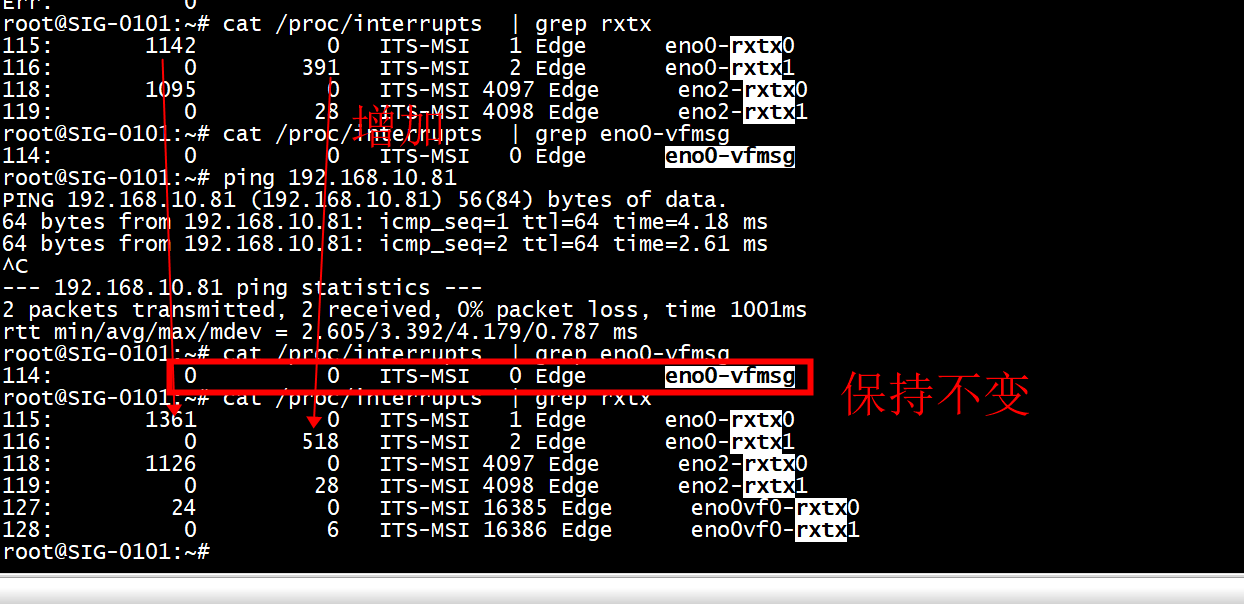 Err:          0
root@SIG-0101:~# cat /proc/interrupts  | grep rxtx
115:       1142          0   ITS-MSI   1 Edge      eno0-rxtx0
116:          0        391   ITS-MSI   2 Edge      eno0-rxtx1
118:       1095          0   ITS-MSI 4097 Edge      eno2-rxtx0
119:          0         28   ITS-MSI 4098 Edge      eno2-rxtx1
增加
root@SIG-0101:~# cat /proc/interrupts  | grep eno0-vfmsg
114:          0          0   ITS-MSI   0 Edge      eno0-vfmsg
root@SIG-0101:~# ping 192.168.10.81
PING 192.168.10.81 (192.168.10.81) 56(84) bytes of data.
64 bytes from 192.168.10.81: icmp_seq=1 ttl=64 time=4.18 ms
64 bytes from 192.168.10.81: icmp_seq=2 ttl=64 time=2.61 ms
^C
--- 192.168.10.81 ping statistics ---
2 packets transmitted, 2 received, 0% packet loss, time 1001ms
rtt min/avg/max/mdev = 2.605/3.392/4.179/0.787 ms
root@SIG-0101:~# cat /proc/interrupts  | grep eno0-vfmsg
114:          0          0   ITS-MSI   0 Edge      eno0-vfmsg
保持不变
root@SIG-0101:~# cat /proc/interrupts  | grep rxtx
115:       1361          0   ITS-MSI   1 Edge      eno0-rxtx0
116:          0        518   ITS-MSI   2 Edge      eno0-rxtx1
118:       1126          0   ITS-MSI 4097 Edge      eno2-rxtx0
119:          0         28   ITS-MSI 4098 Edge      eno2-rxtx1
127:         24          0   ITS-MSI 16385 Edge      eno0vf0-rxtx0
128:          0          6   ITS-MSI 16386 Edge      eno0vf0-rxtx1
root@SIG-0101:~#